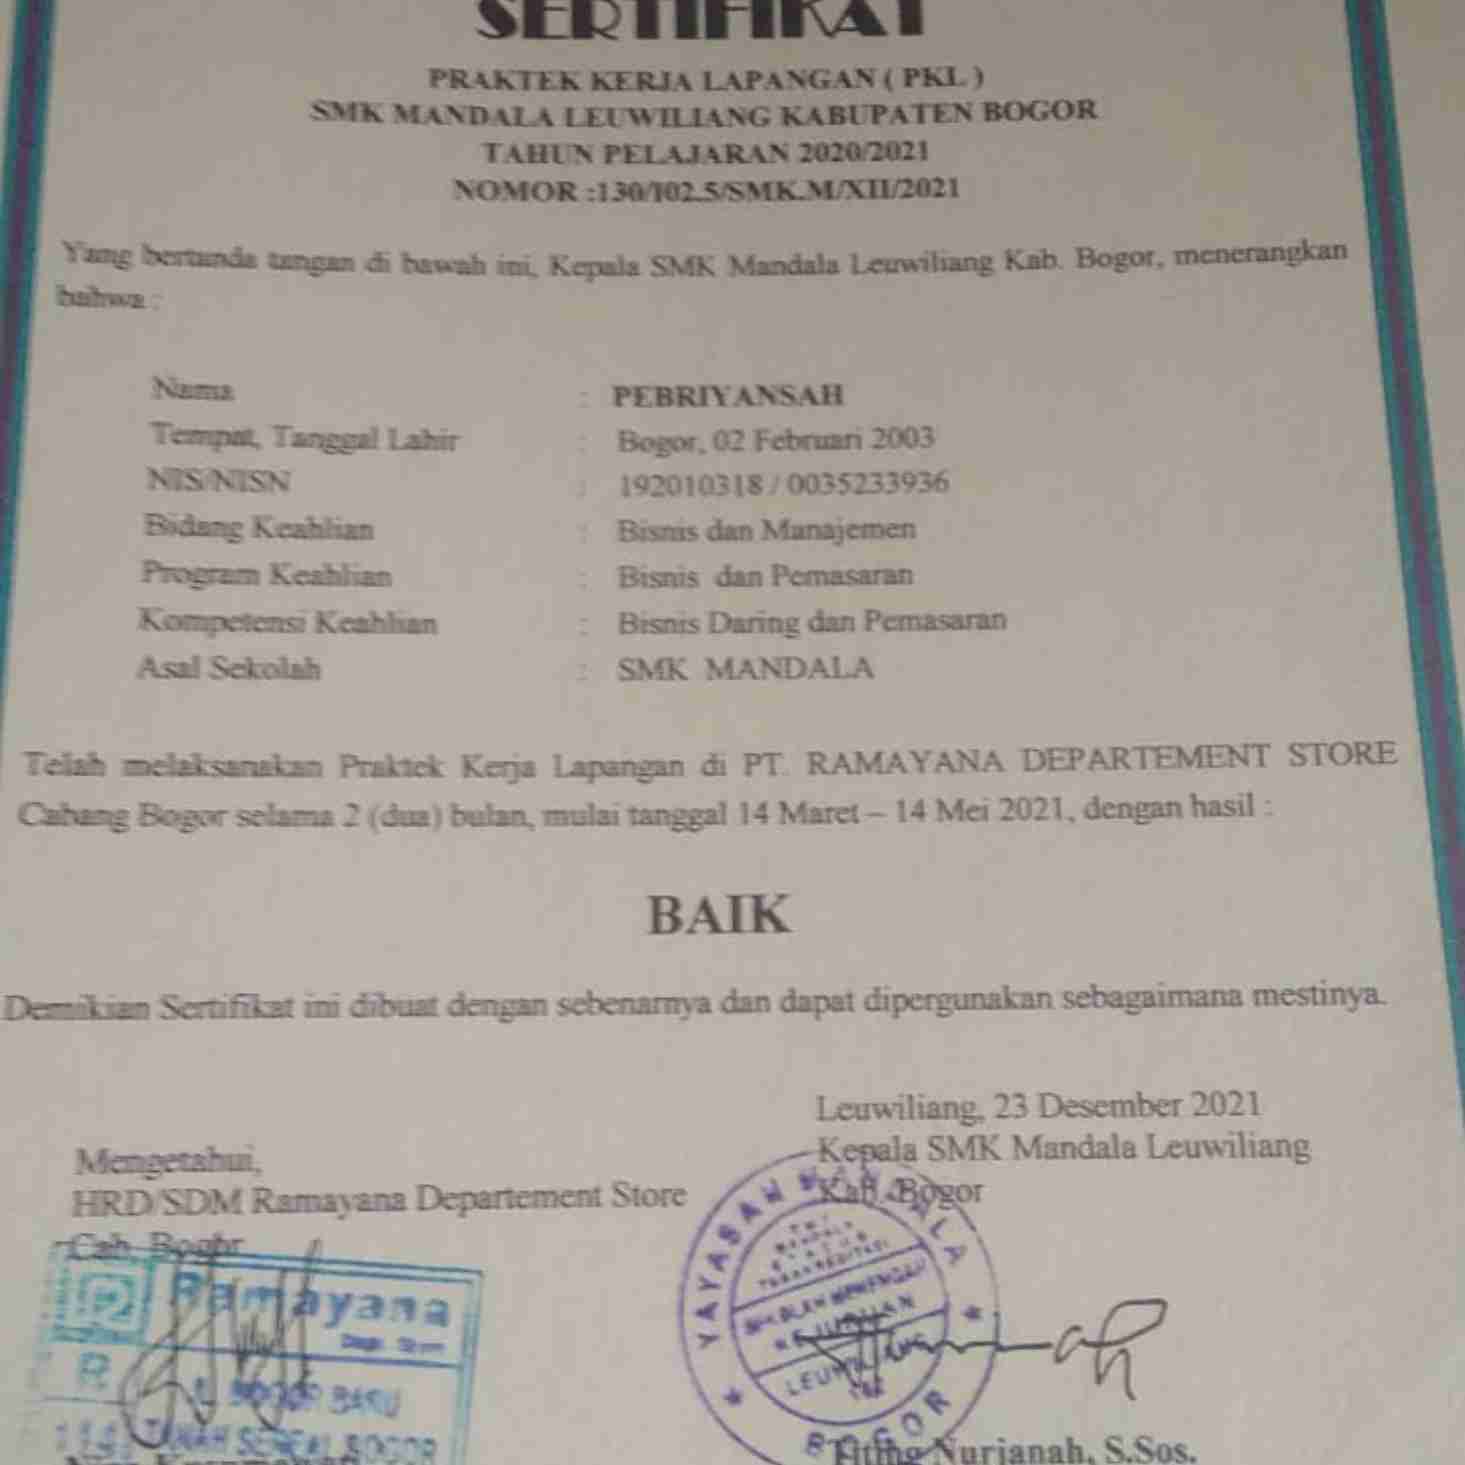 SERTIFIKAT
PRAKTEK KERJA LAPANGAN ( PKL )
SMK MANDALA LEUWILIANG KABUPATEN BOGOR
TAHUN PELAJARAN 2020/2021
NOMOR :130/102.5/SMK.M/XII/2021
Yang bertanda tangan di bawah ini, Kepala SMK Mandala Leuwiliang Kab. Bogor, menerangkan
bahwa :
Nama : PEBRIYANSAH
Tempat, Tanggal Lahir : Bogor, 02 Februari 2003
NIS/NISN : 192010318 / 0035233936
Bidang Keahlian : Bisnis dan Manajemen
Program Keahlian : Bisnis dan Pemasaran
Kompetensi Keahlian : Bisnis Daring dan Pemasaran
Asal Sekolah : SMK MANDALA
Telah melaksanakan Praktek Kerja Lapangan di PT. RAMAYANA DEPARTEMENT STORE
Cabang Bogor selama 2 (dua) bulan, mulai tanggal 14 Maret – 14 Mei 2021, dengan hasil :
BAIK
Demikian Sertifikat ini dibuat dengan sebenarnya dan dapat dipergunakan sebagaimana mestinya.
Leuwiliang, 23 Desember 2021
Kepala SMK Mandala Leuwiliang
Kab. Bogor
Mengetahui,
HRD/SDM Ramayana Departement Store
Cab. Bogor
Ramayana
Dept. Store
R
BOGOR BARU
TANAH SEREAL BOGOR
YAYASAN MANDALA
TERAKREDITASI
SEKOLAH MENENGAH
KEJURUAN
LEUWILIANG
BOGOR
Nurjanah, S.Sos.